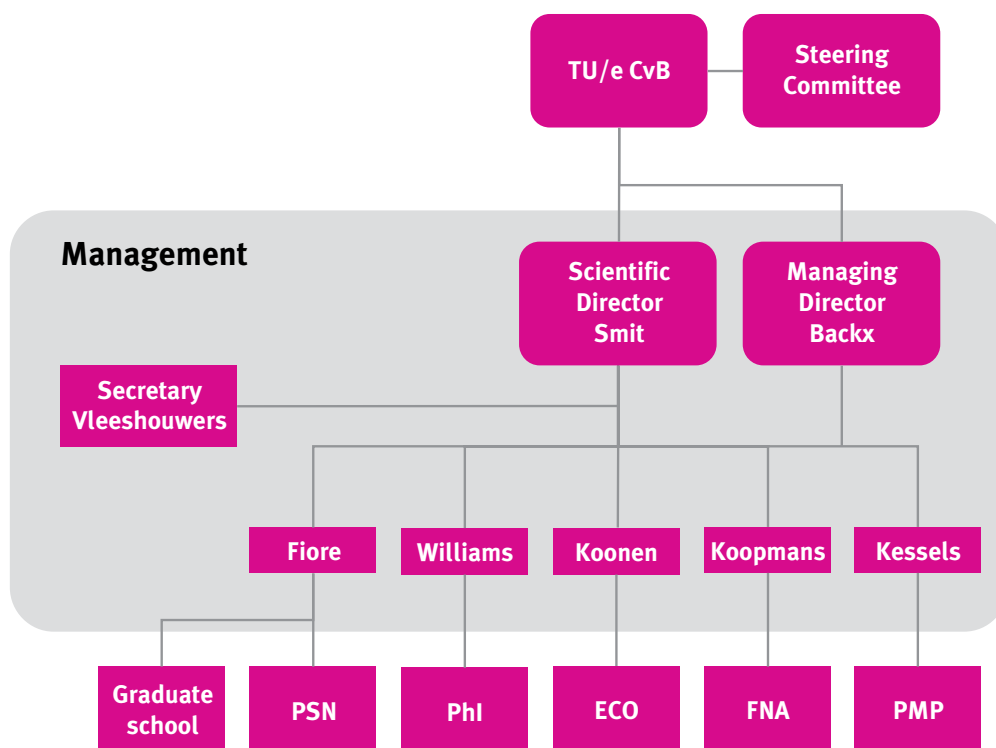 TU/e CvB
Steering
Committee
Management
Scientific
Director
Smit
Managing
Director
Backx
Secretary
Vleeshouwers
Fiore
Williams
Koonen
Koopmans
Kessels
Graduate
school
PSN
PhI
ECO
FNA
PMP